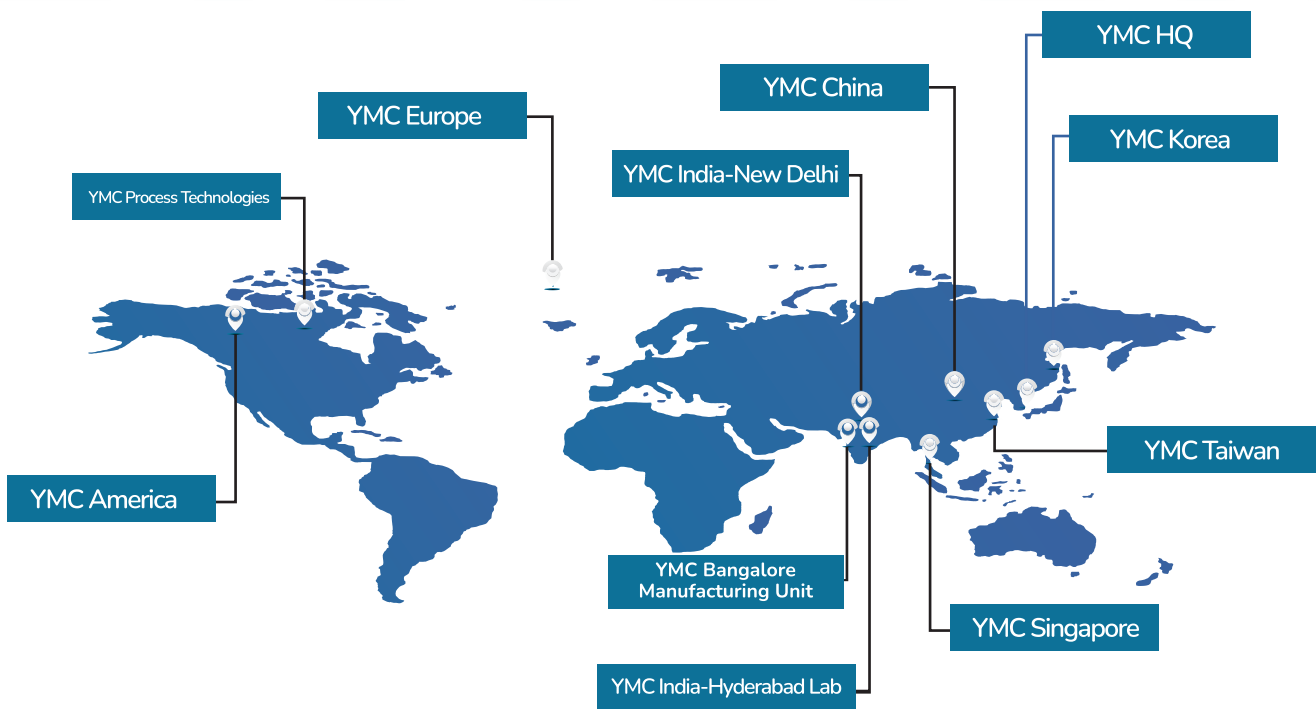 YMC HQ
YMC China
YMC Europe
YMC Korea
YMC India-New Delhi
YMC Process Technologies
YMC Taiwan
YMC America
YMC Bangalore
Manufacturing Unit
YMC Singapore
YMC India-Hyderabad Lab